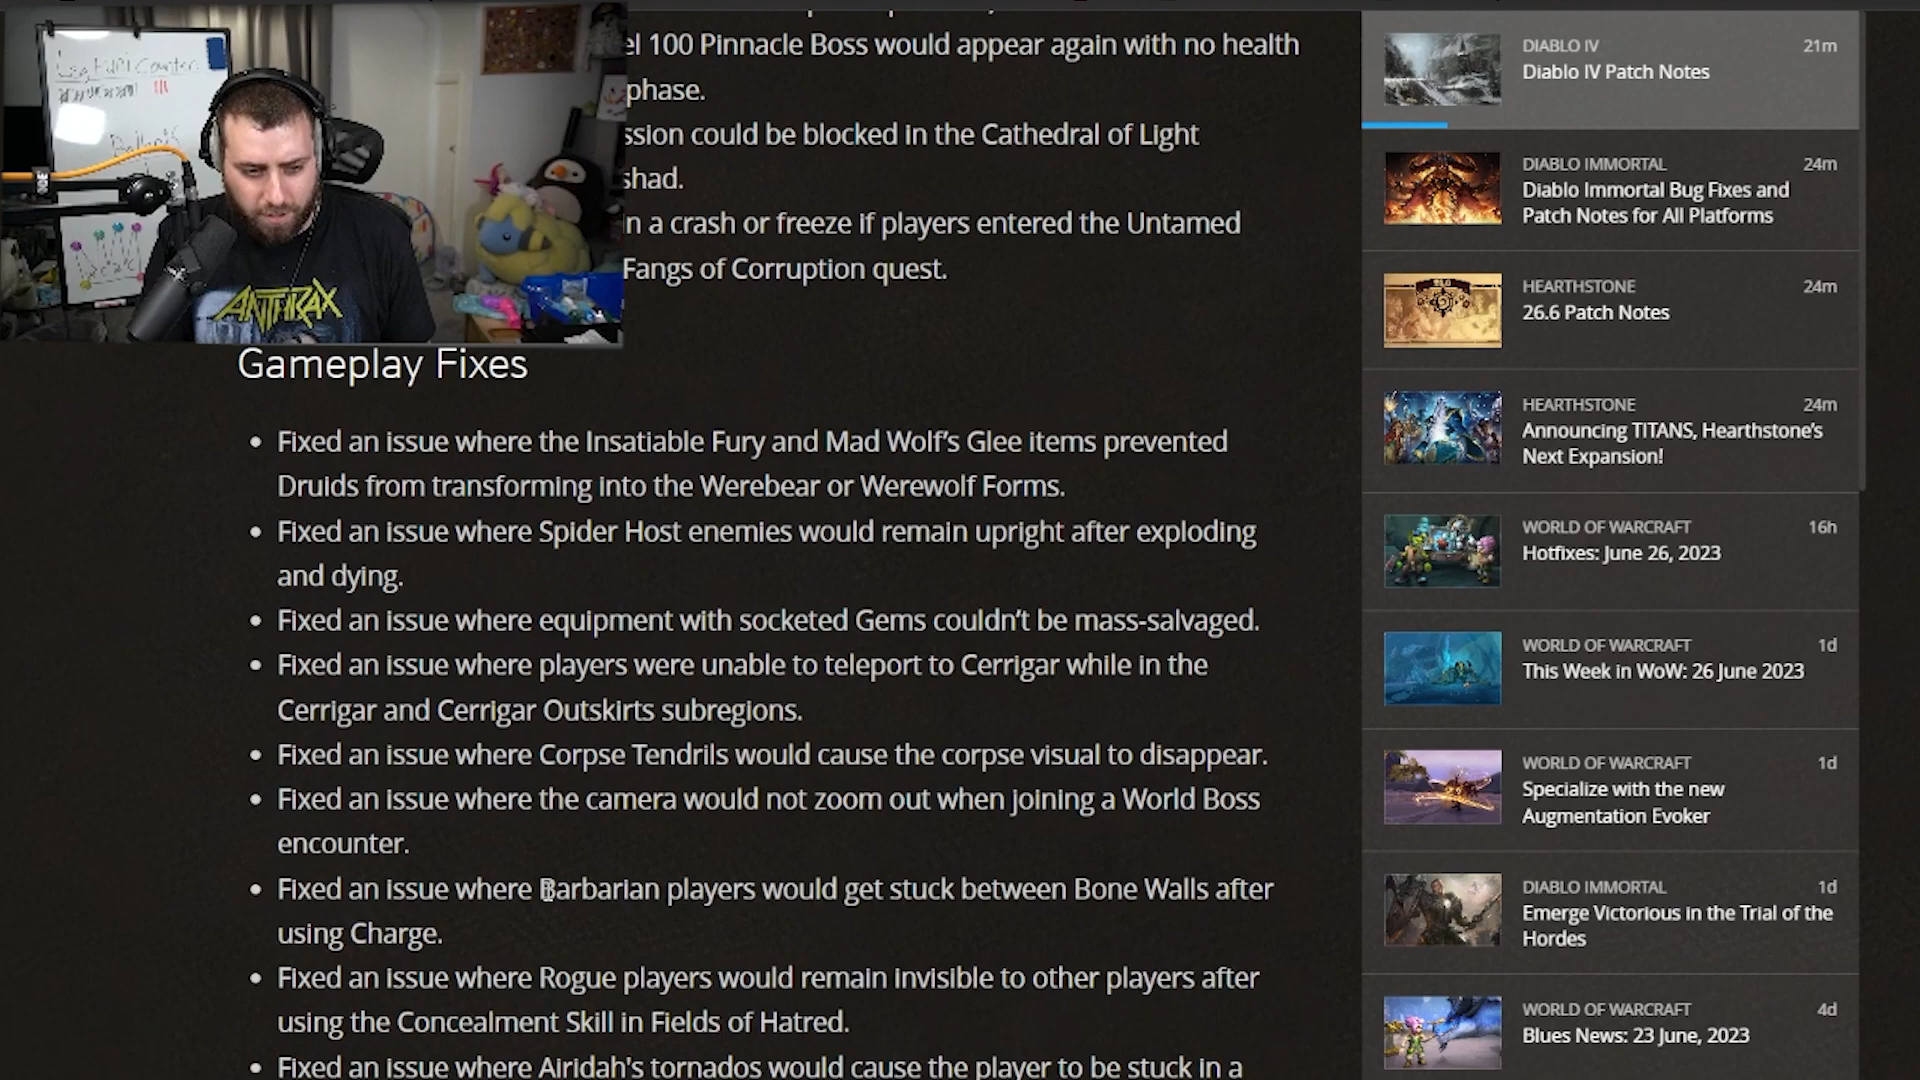 el 100 Pinnacle Boss would appear again with no health
phase.
ssion could be blocked in the Cathedral of Light
shad.
n a crash or freeze if players entered the Untamed
Fangs of Corruption quest.
ANTHRAX
Gameplay Fixes
• Fixed an issue where the Insatiable Fury and Mad Wolf's Glee items prevented
Druids from transforming into the Werebear or Werewolf Forms.
• Fixed an issue where Spider Host enemies would remain upright after exploding
and dying.
• Fixed an issue where equipment with socketed Gems couldn't be mass-salvaged.
• Fixed an issue where players were unable to teleport to Cerrigar while in the
Cerrigar and Cerrigar Outskirts subregions.
• Fixed an issue where Corpse Tendrils would cause the corpse visual to disappear.
• Fixed an issue where the camera would not zoom out when joining a World Boss
encounter.
• Fixed an issue where Barbarian players would get stuck between Bone Walls after
using Charge.
• Fixed an issue where Rogue players would remain invisible to other players after
using the Concealment Skill in Fields of Hatred.
• Fixed an issue where Airidah's tornados would cause the player to be stuck in a
DIABLO IV 21m
Diablo IV Patch Notes
DIABLO IMMORTAL 24m
Diablo Immortal Bug Fixes and
Patch Notes for All Platforms
HEARTHSTONE 24m
26.6 Patch Notes
HEARTHSTONE 24m
Announcing TITANS, Hearthstone's
Next Expansion!
WORLD OF WARCRAFT 16h
Hotfixes: June 26, 2023
WORLD OF WARCRAFT 1d
This Week in WoW: 26 June 2023
WORLD OF WARCRAFT 1d
Specialize with the new
Augmentation Evoker
DIABLO IMMORTAL 1d
Emerge Victorious in the Trial of the
Hordes
WORLD OF WARCRAFT 4d
Blues News: 23 June, 2023